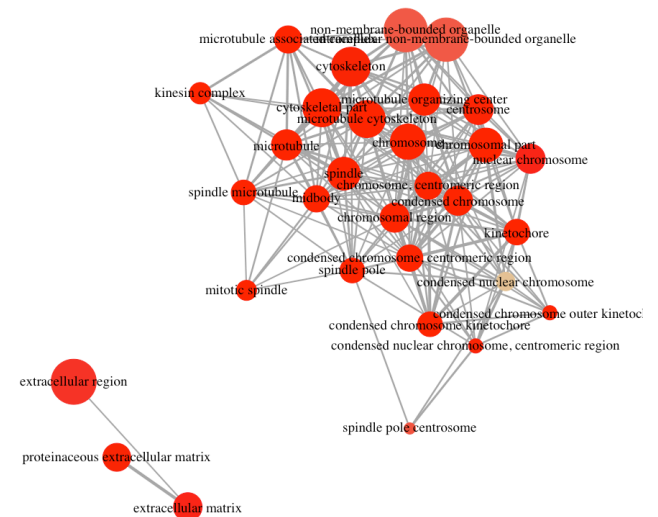 non-membrane-bounded organelle
microtubule associated complex
intracellular non-membrane-bounded organelle
cytoskeleton
kinesin complex
microtubule organizing center
cytoskeletal part
centrosome
microtubule cytoskeleton
microtubule
chromosome
chromosomal part
nuclear chromosome
spindle
chromosome, centromeric region
spindle microtubule
midbody
condensed chromosome
chromosomal region
kinetochore
condensed chromosome, centromeric region
spindle pole
condensed nuclear chromosome
mitotic spindle
condensed chromosome outer kinetoc
condensed chromosome kinetochore
condensed nuclear chromosome, centromeric region
extracellular region
spindle pole centrosome
proteinaceous extracellular matrix
extracellular matrix